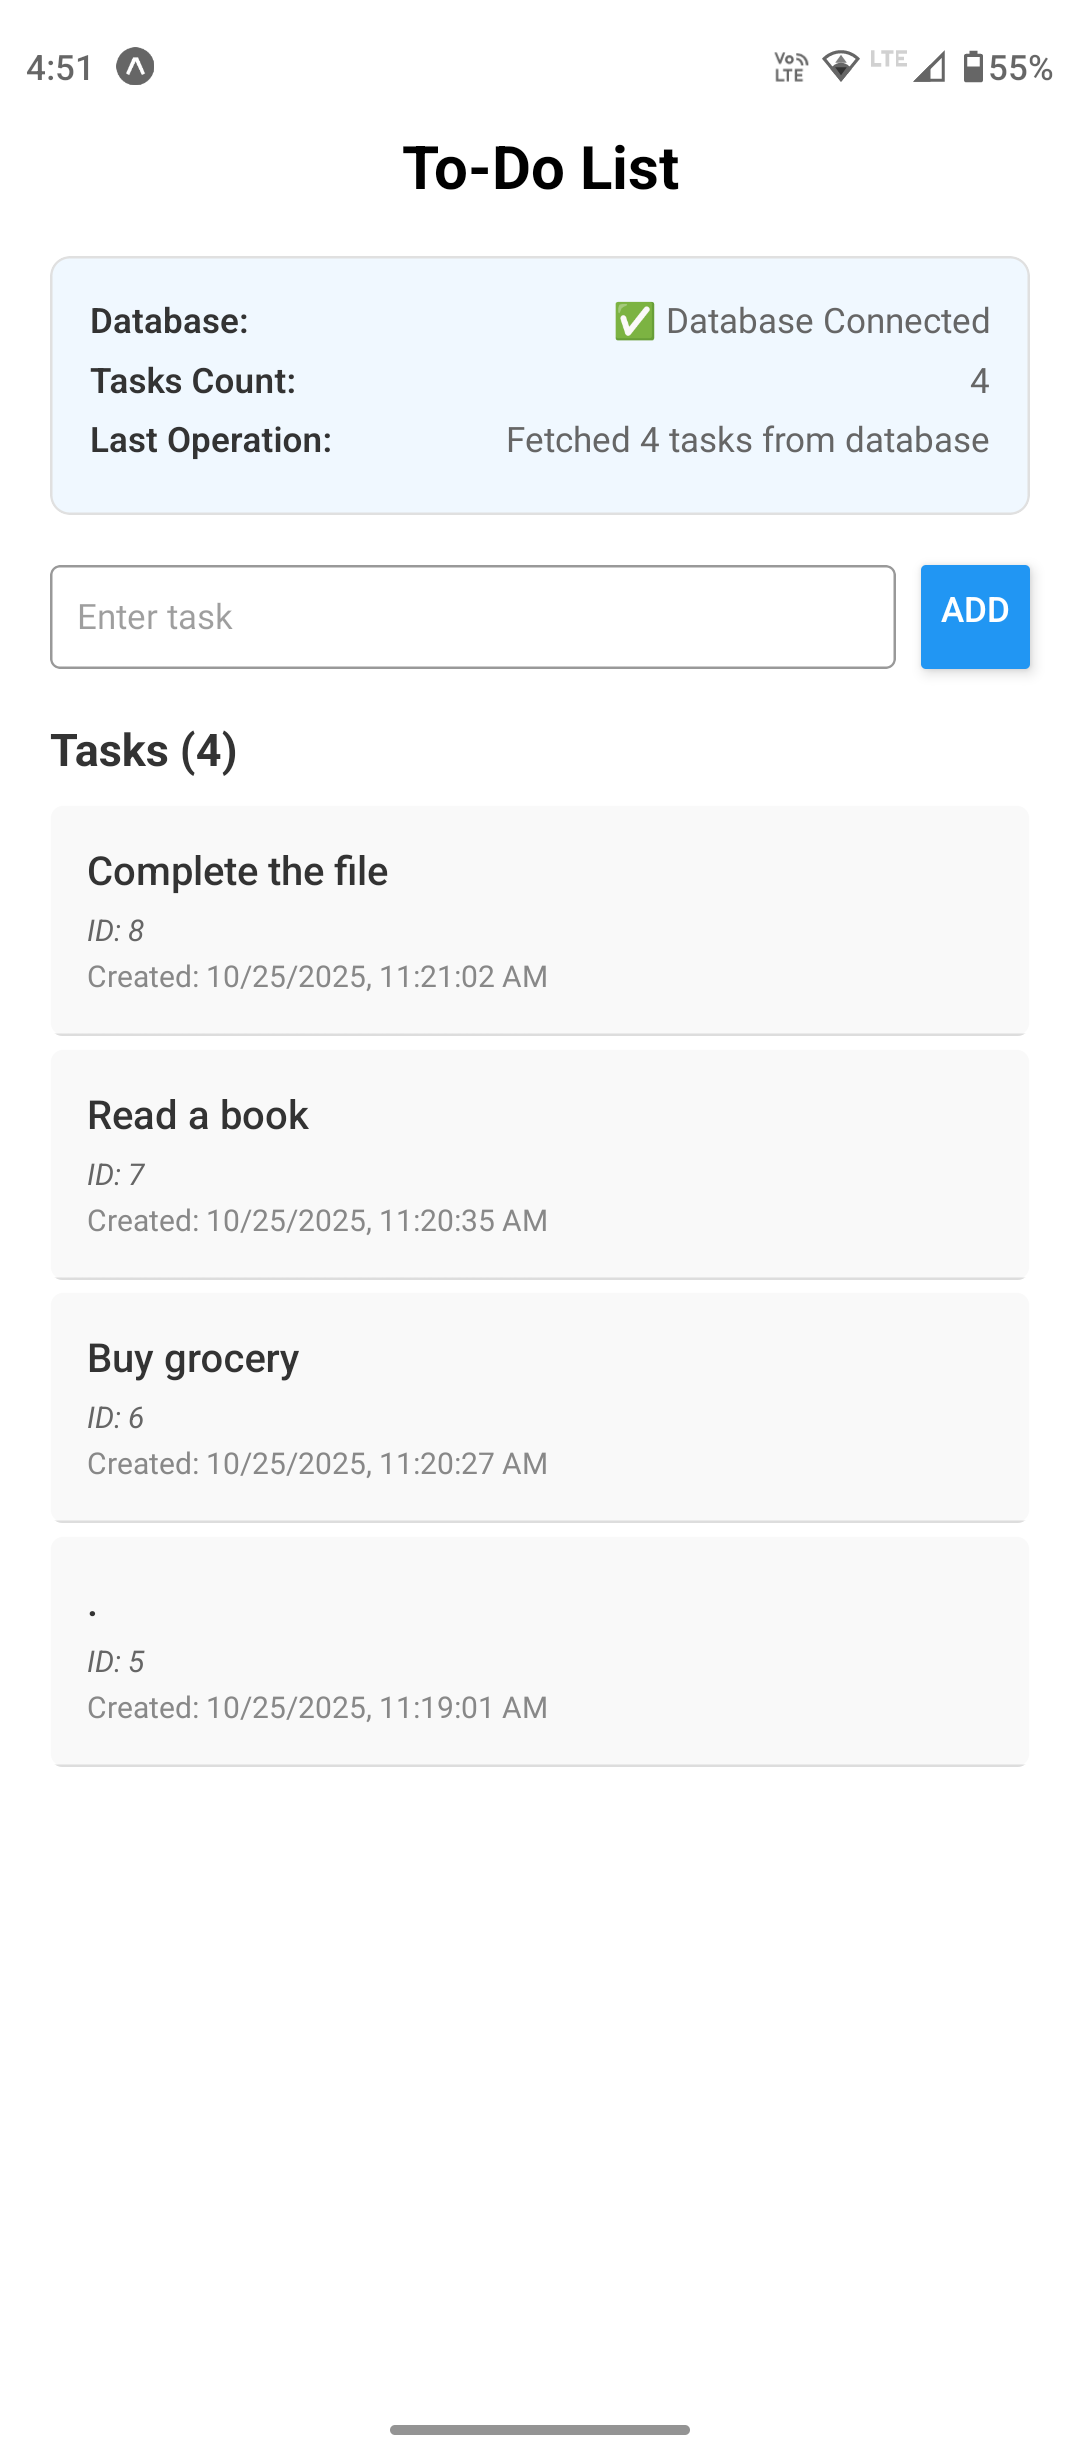 4:51
Vo LTE LTE 55%
To-Do List
Database: ✅ Database Connected
Tasks Count: 4
Last Operation: Fetched 4 tasks from database
Enter task ADD
Tasks (4)
Complete the file
ID: 8
Created: 10/25/2025, 11:21:02 AM
Read a book
ID: 7
Created: 10/25/2025, 11:20:35 AM
Buy grocery
ID: 6
Created: 10/25/2025, 11:20:27 AM
.
ID: 5
Created: 10/25/2025, 11:19:01 AM